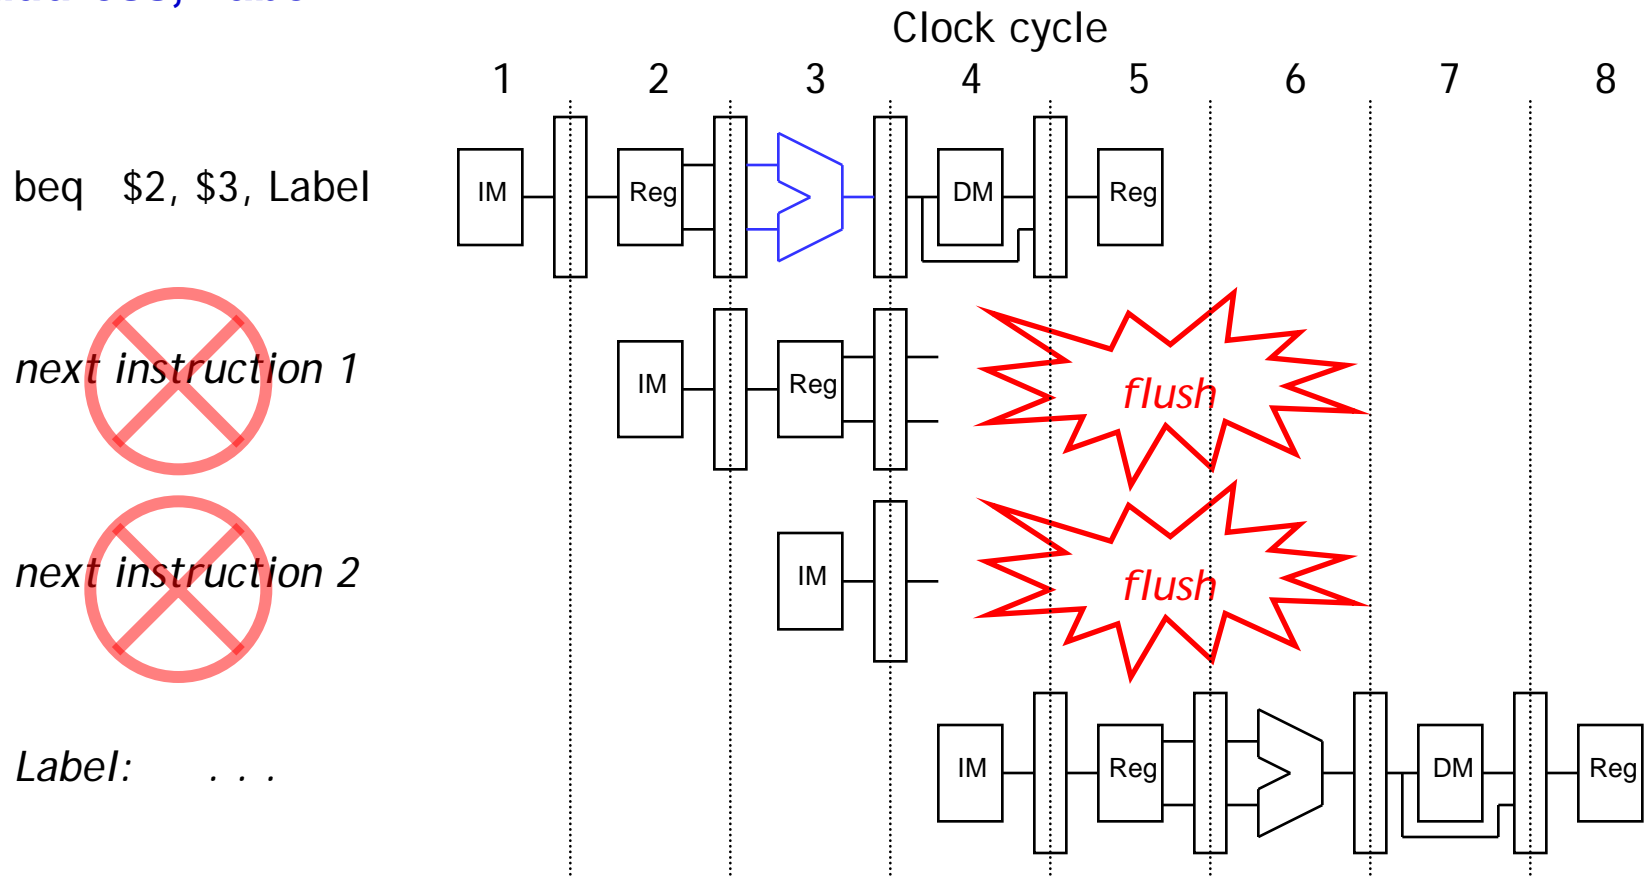 Clock cycle
1 2 3 4 5 6 7 8
beq $2, $3, Label IM Reg DM Reg
next instruction 1 IM Reg flush
next instruction 2 IM flush
Label: . . . IM Reg DM Reg